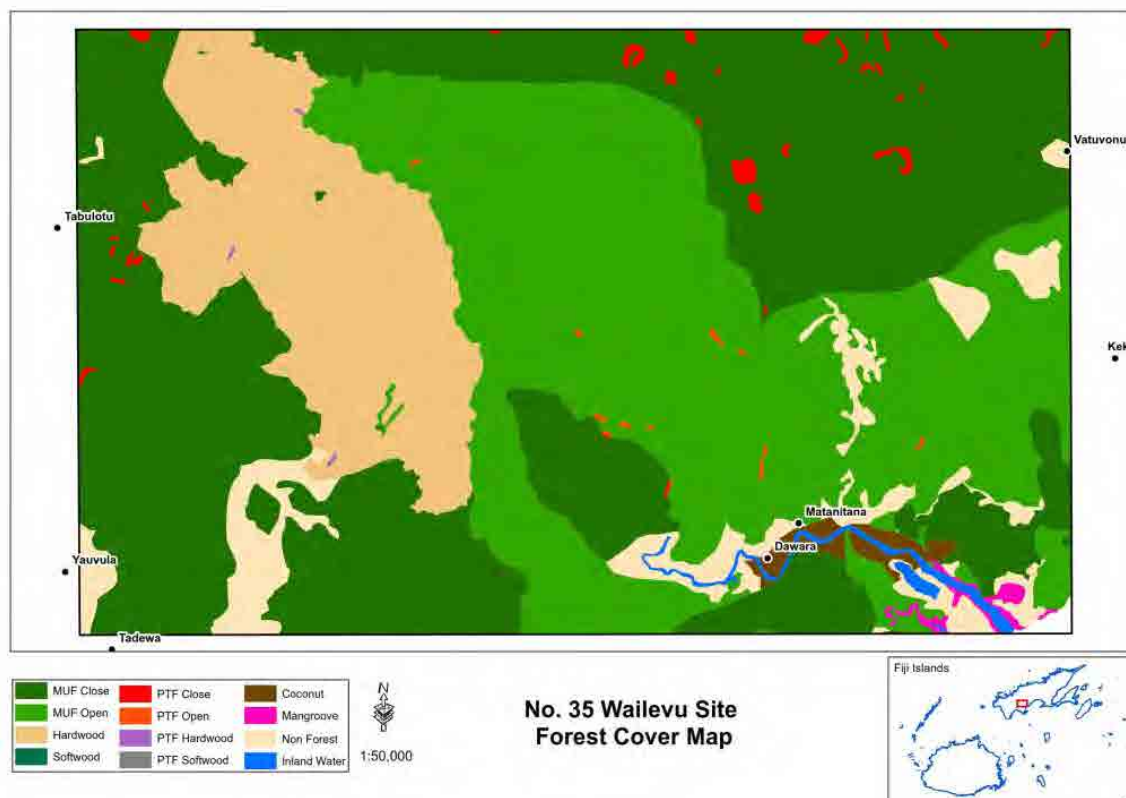 Vatuvonu
Tabulotu
Kek
Matanitana
Dawara
Yauvula
Tadewa
MUF Close
MUF Open
Hardwood
Softwood
PTF Close
PTF Open
PTF Hardwood
PTF Softwood
Coconut
Mangroove
Non Forest
Inland Water
N
1:50,000
No. 35 Wailevu Site
Forest Cover Map
Fiji Islands